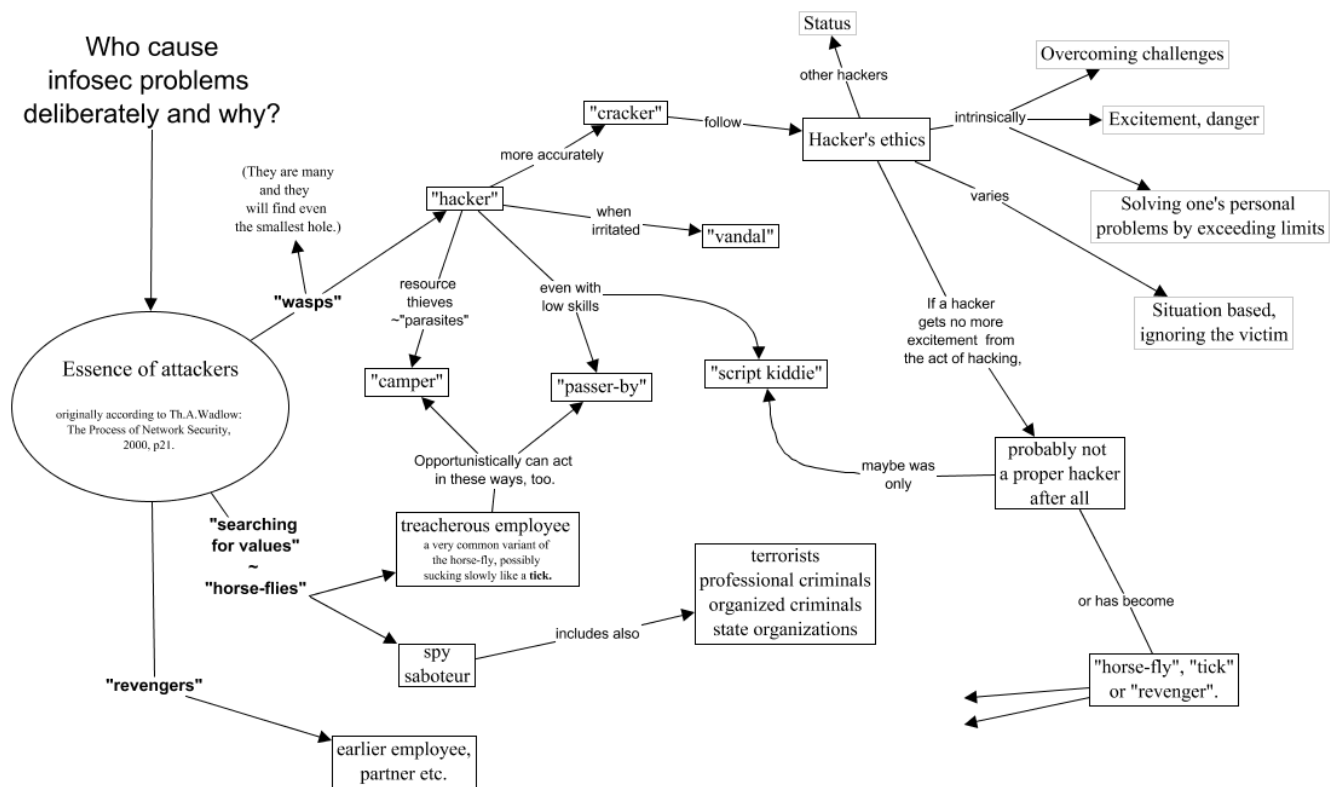 Who cause
infosec problems
deliberately and why?
Status
other hackers
Overcoming challenges
"cracker"
follow
Hacker's ethics
intrinsically
Excitement, danger
more accurately
(They are many
and they
will find even
the smallest hole.)
"hacker"
when
irritated
"vandal"
varies
Solving one's personal
problems by exceeding limits
"wasps"
resource
thieves
~"parasites"
even with
low skills
If a hacker
gets no more
excitement from
the act of hacking,
Situation based,
ignoring the victim
Essence of attackers
originally according to Th.A.Wadlow:
The Process of Network Security,
2000, p21.
"camper"
"passer-by"
"script kiddie"
Opportunistically can act
in these ways, too.
maybe was
only
probably not
a proper hacker
after all
"searching
for values"
~
"horse-flies"
treacherous employee
a very common variant of
the horse-fly, possibly
sucking slowly like a tick.
terrorists
professional criminals
organized criminals
state organizations
or has become
includes also
spy
saboteur
"horse-fly", "tick"
or "revenger".
"revengers"
earlier employee,
partner etc.